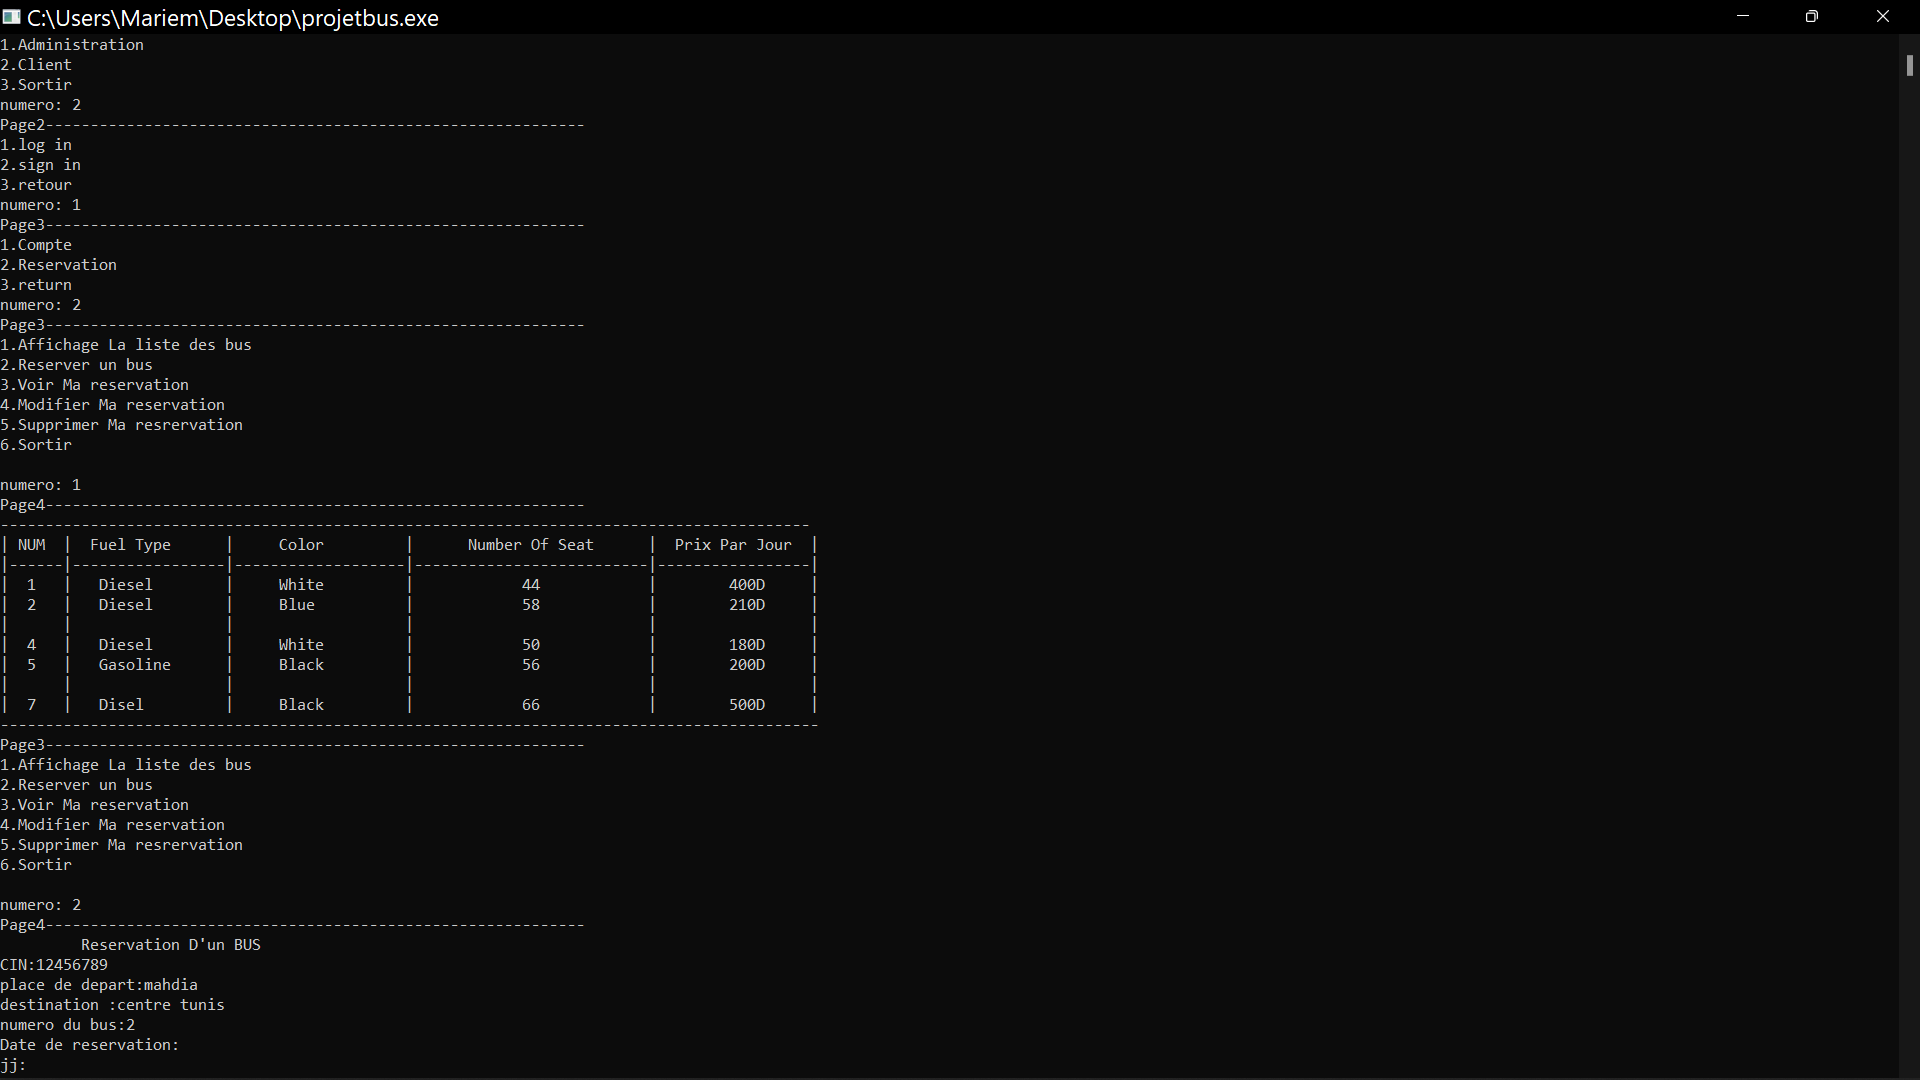 C:\Users\Mariem\Desktop\projetbus.exe
1.Administration
2.Client
3.Sortir
numero: 2
Page2------------------------------------------------------------
1.log in
2.sign in
3.retour
numero: 1
Page3------------------------------------------------------------
1.Compte
2.Reservation
3.return
numero: 2
Page3------------------------------------------------------------
1.Affichage La liste des bus
2.Reserver un bus
3.Voir Ma reservation
4.Modifier Ma reservation
5.Supprimer Ma resrervation
6.Sortir
numero: 1
Page4------------------------------------------------------------
| NUM | Fuel Type | Color | Number Of Seat | Prix Par Jour |
| 1 | Diesel | White | 44 | 400D |
| 2 | Diesel | Blue | 58 | 210D |
| 4 | Diesel | White | 50 | 180D |
| 5 | Gasoline | Black | 56 | 200D |
| 7 | Disel | Black | 66 | 500D |
Page3------------------------------------------------------------
1.Affichage La liste des bus
2.Reserver un bus
3.Voir Ma reservation
4.Modifier Ma reservation
5.Supprimer Ma resrervation
6.Sortir
numero: 2
Page4------------------------------------------------------------
Reservation D'un BUS
CIN:12456789
place de depart:mahdia
destination :centre tunis
numero du bus:2
Date de reservation:
jj: